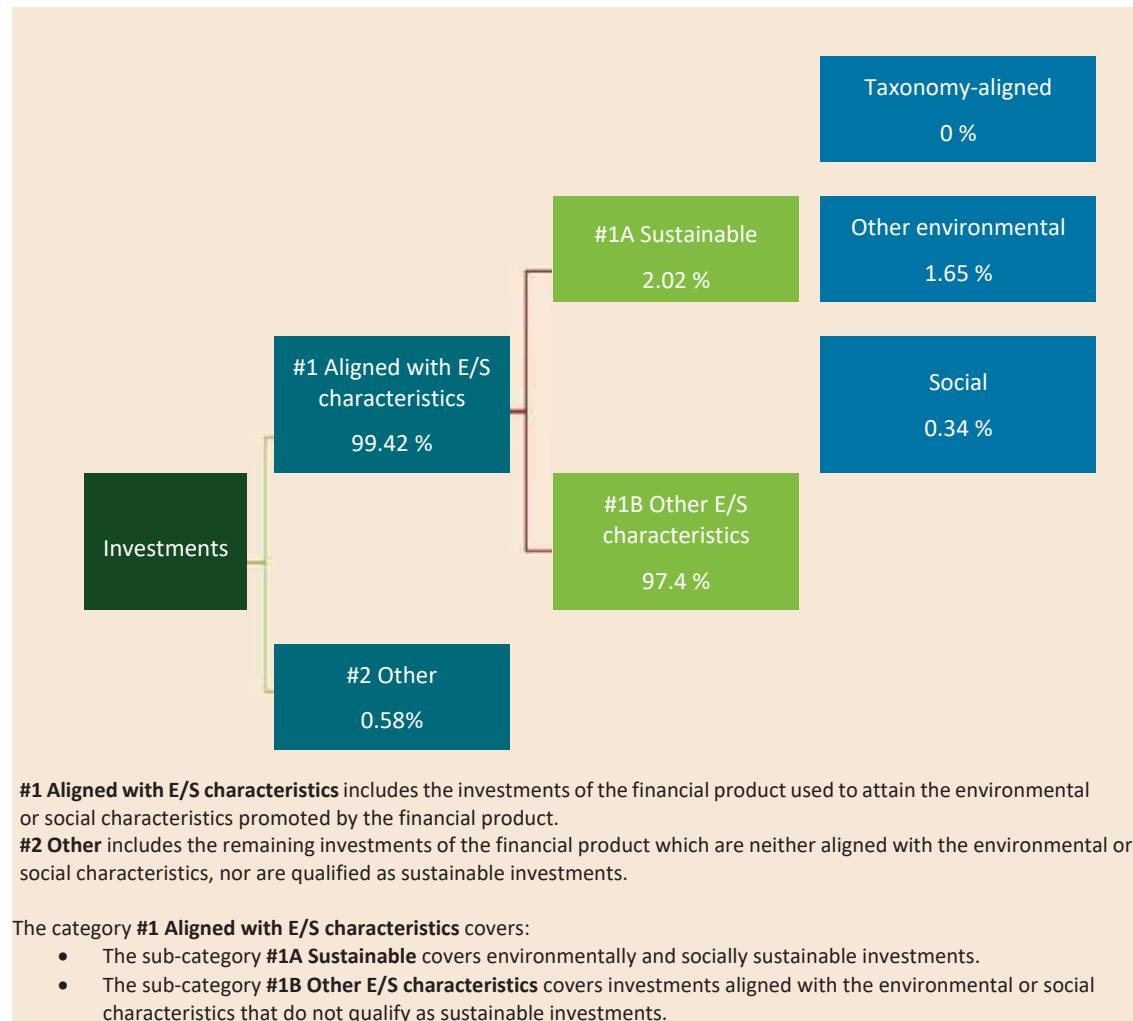 Taxonomy-aligned
0 %
#1A Sustainable
2.02 %
Other environmental
1.65 %
#1 Aligned with E/S
characteristics
99.42 %
Social
0.34 %
Investments
#1B Other E/S
characteristics
97.4 %
#2 Other
0.58%
#1 Aligned with E/S characteristics includes the investments of the financial product used to attain the environmental
or social characteristics promoted by the financial product.
#2 Other includes the remaining investments of the financial product which are neither aligned with the environmental or
social characteristics, nor are qualified as sustainable investments.
The category #1 Aligned with E/S characteristics covers:
• The sub-category #1A Sustainable covers environmentally and socially sustainable investments.
• The sub-category #1B Other E/S characteristics covers investments aligned with the environmental or social
characteristics that do not qualify as sustainable investments.